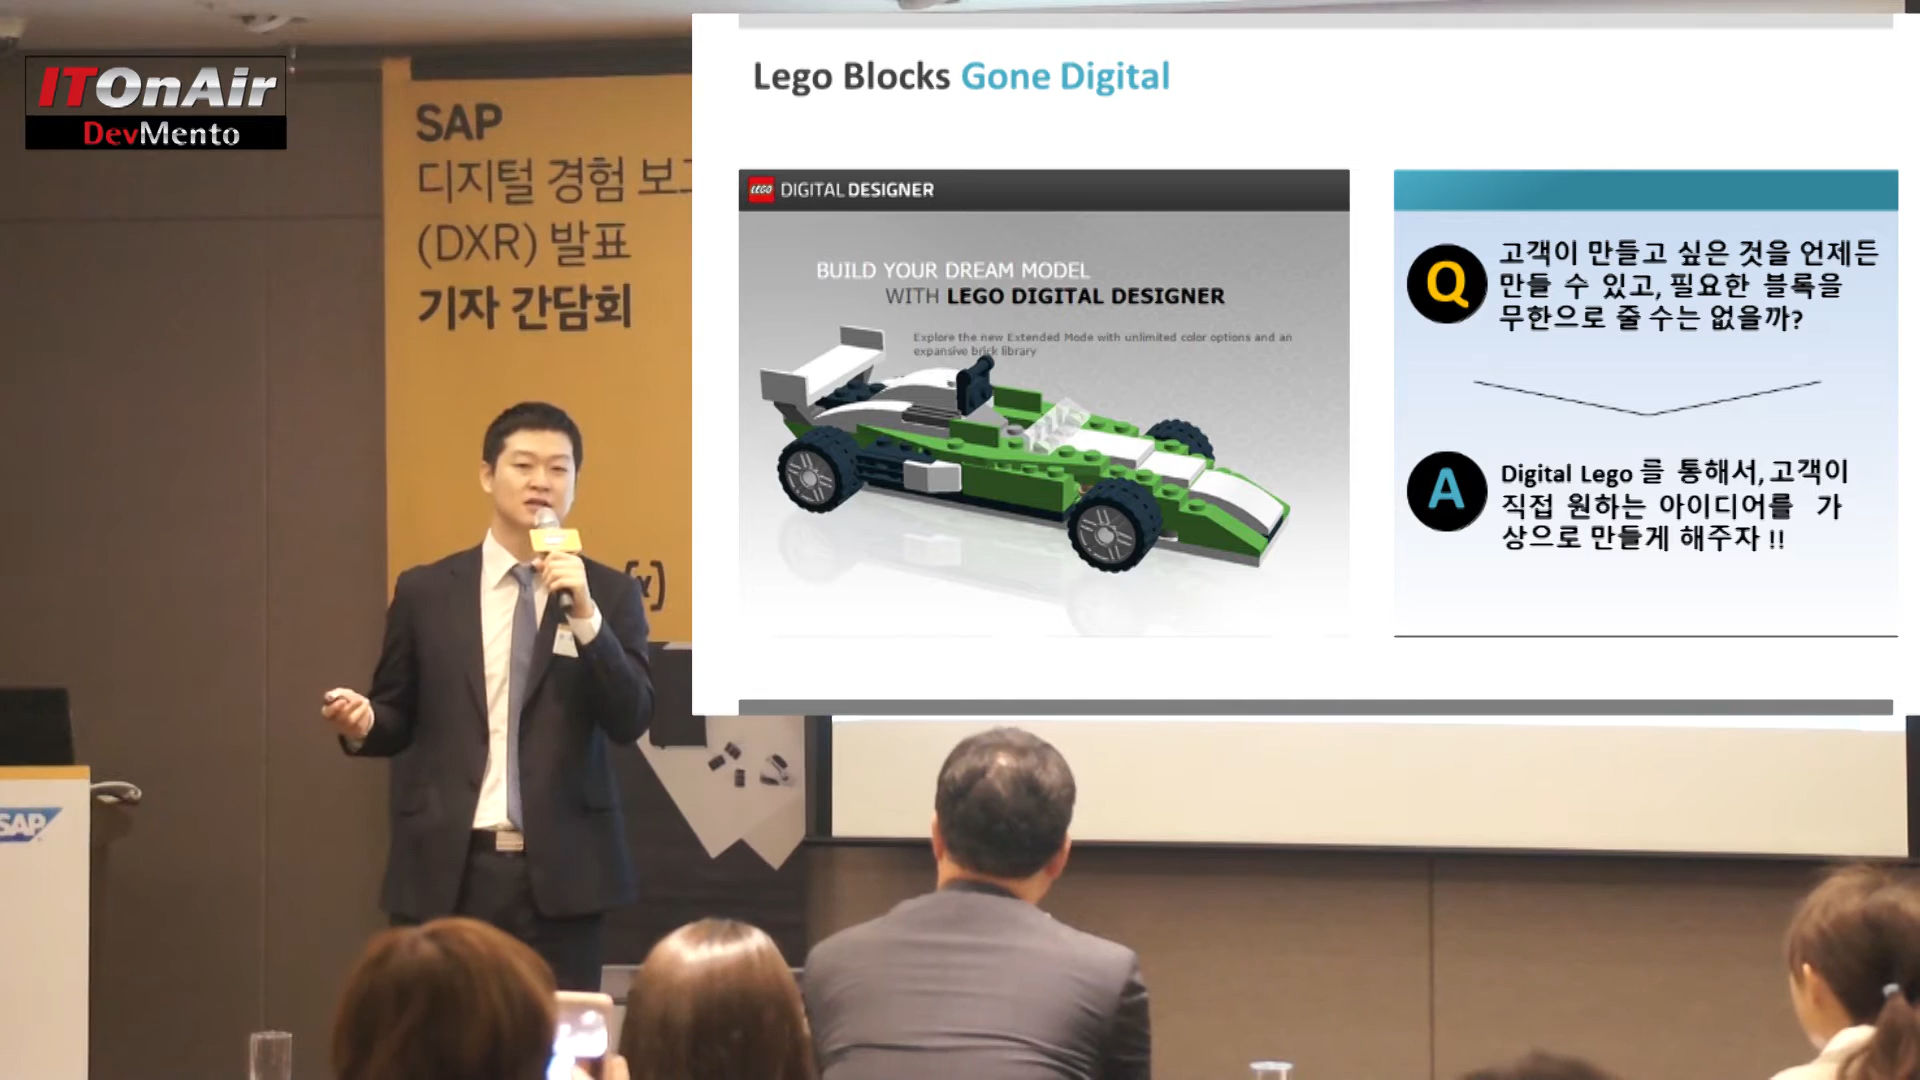 ITOnAir
DevMento
SAP
디지털 경험 보고
(DXR) 발표
기자 간담회
SAP
Lego Blocks Gone Digital
LEGO DIGITAL DESIGNER
BUILD YOUR DREAM MODEL
WITH LEGO DIGITAL DESIGNER
Explore the new Extended Mode with unlimited color options and an
expansive brick library
Q
고객이 만들고 싶은 것을 언제든
만들 수 있고, 필요한 블록을
무한으로 줄 수는 없을까?
A
Digital Lego 를 통해서, 고객이
직접 원하는 아이디어를 가
상으로 만들게 해주자 !!